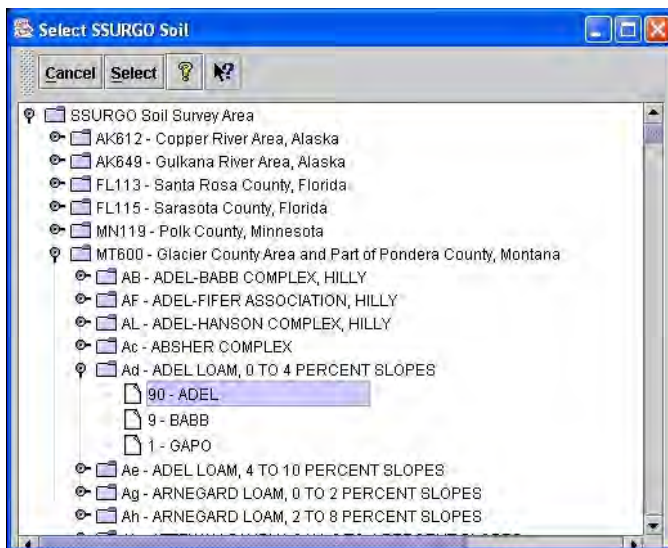 Select SSURGO Soil
Cancel Select
SSURGO Soil Survey Area
AK612 - Copper River Area, Alaska
AK649 - Gulkana River Area, Alaska
FL113 - Santa Rosa County, Florida
FL115 - Sarasota County, Florida
MN119 - Polk County, Minnesota
MT600 - Glacier County Area and Part of Pondera County, Montana
AB - ADEL-BABB COMPLEX, HILLY
AF - ADEL-FIFER ASSOCIATION, HILLY
AL - ADEL-HANSON COMPLEX, HILLY
Ac - ABSHER COMPLEX
Ad - ADEL LOAM, 0 TO 4 PERCENT SLOPES
90 - ADEL
9 - BABB
1 - GAPO
Ae - ADEL LOAM, 4 TO 10 PERCENT SLOPES
Ag - ARNEGARD LOAM, 0 TO 2 PERCENT SLOPES
Ah - ARNEGARD LOAM, 2 TO 8 PERCENT SLOPES